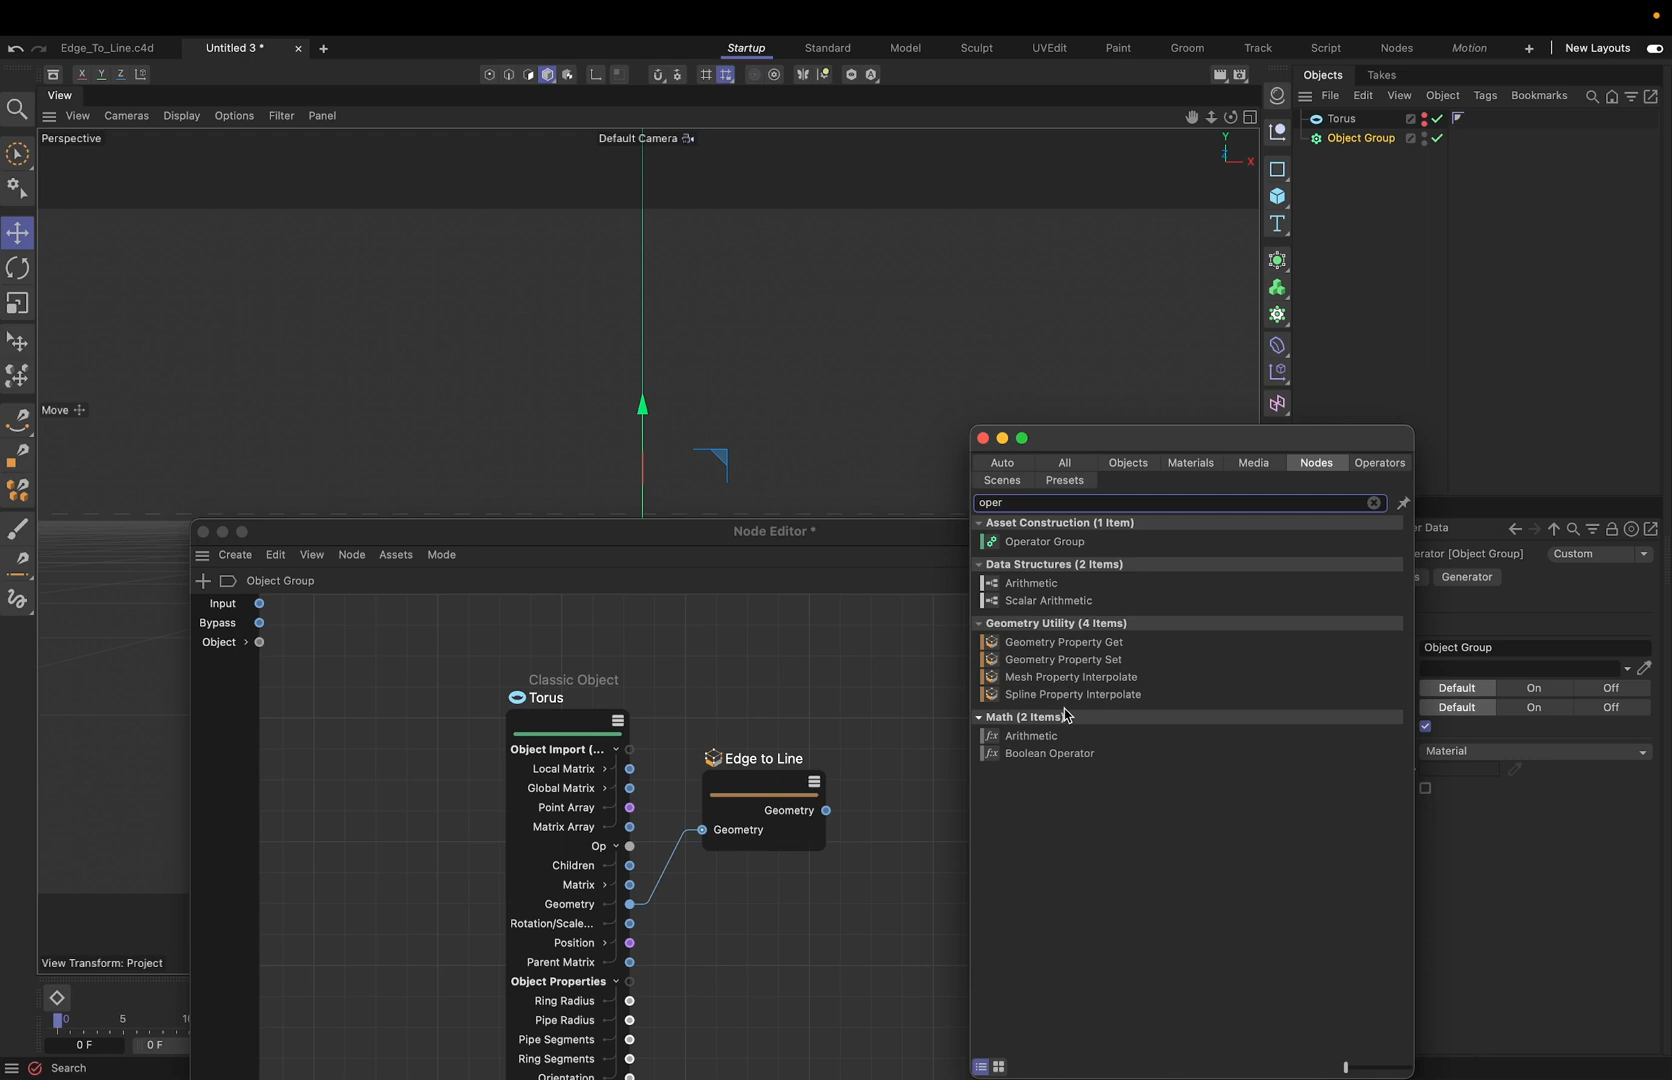 Edge_To_Line.c4d Untitled 3 * × + Startup Standard Model Sculpt UVEdit Paint Groom Track Script Nodes Motion + New Layouts
X Y Z
Objects Takes
View
View Cameras Display Options Filter Panel
File Edit View Object Tags Bookmarks
Perspective
Default Camera
Y
Z X
Torus
Object Group
Move
Auto All Objects Materials Media Nodes Operators
Scenes Presets
oper
Asset Construction (1 Item)
Operator Group
Data Structures (2 Items)
Arithmetic
Scalar Arithmetic
Geometry Utility (4 Items)
Geometry Property Get
Geometry Property Set
Mesh Property Interpolate
Spline Property Interpolate
Math (2 Items)
Arithmetic
Boolean Operator
er Data
erator [Object Group] Custom
s Generator
Object Group
Default On Off
Default On Off
Material
Node Editor *
Create Edit View Node Assets Mode
Object Group
Input
Bypass
Object >
Classic Object
Torus
Object Import (...
Local Matrix >
Global Matrix >
Point Array
Matrix Array
Op
Children
Matrix >
Geometry
Rotation/Scale...
Position >
Parent Matrix
Object Properties
Ring Radius
Pipe Radius
Pipe Segments
Ring Segments
Orientation
Edge to Line
Geometry
Geometry
View Transform: Project
0 5 1
0 F 0 F
Search